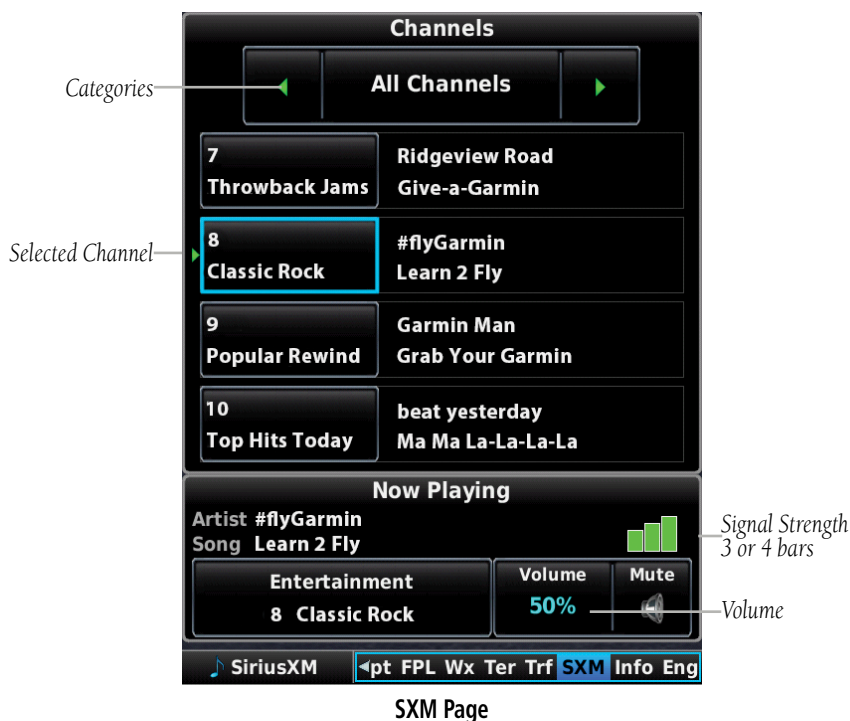 Channels
Categories
All Channels
7
Throwback Jams
Ridgeview Road
Give-a-Garmin
Selected Channel
8
Classic Rock
#flyGarmin
Learn 2 Fly
9
Popular Rewind
Garmin Man
Grab Your Garmin
10
Top Hits Today
beat yesterday
Ma Ma La-La-La-La
Now Playing
Artist #flyGarmin
Song Learn 2 Fly
Signal Strength
3 or 4 bars
Entertainment
8 Classic Rock
Volume
50%
Mute
Volume
SiriusXM
pt FPL Wx Ter Trf SXM Info Eng
SXM Page